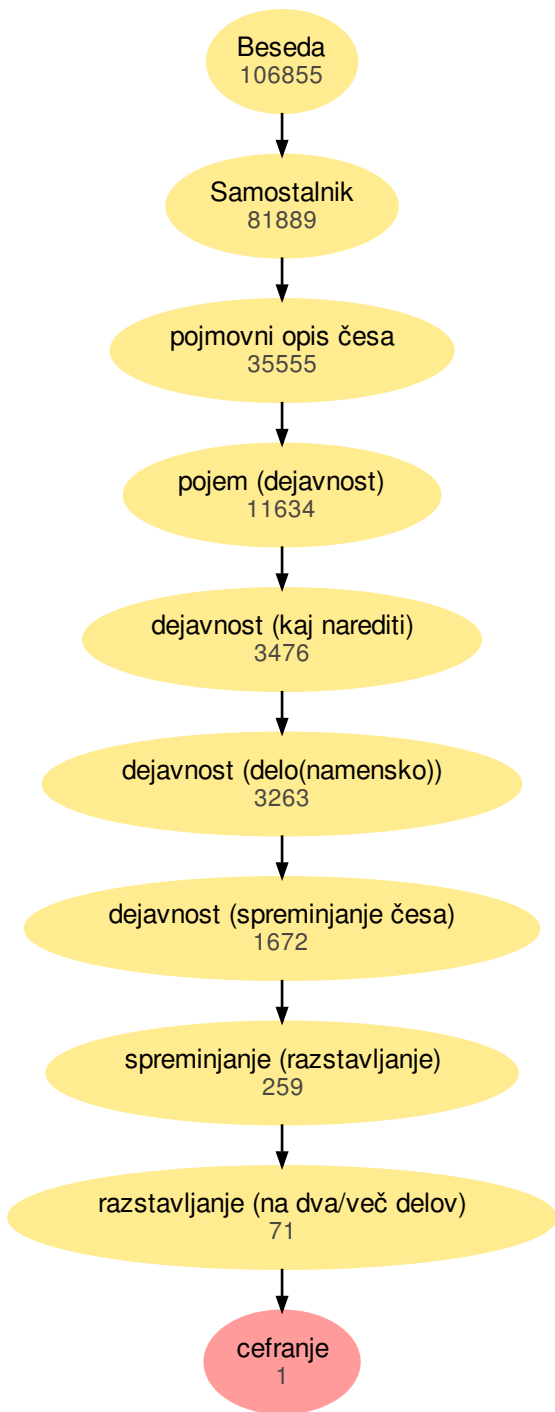 Beseda
106855
Samostalnik
81889
pojmovni opis česa
35555
pojem (dejavnost)
11634
dejavnost (kaj narediti)
3476
dejavnost (delo(namensko))
3263
dejavnost (spreminjanje česa)
1672
spreminjanje (razstavljanje)
259
razstavljanje (na dva/več delov)
71
cefranje
1